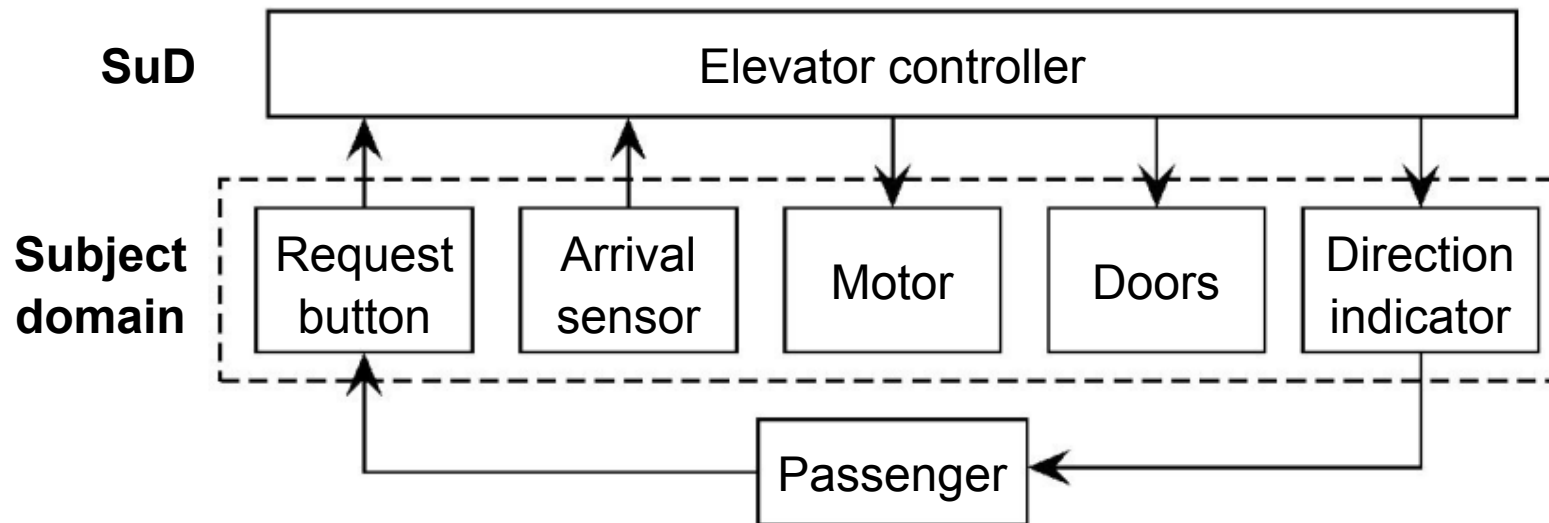 SuD
Elevator controller
Subject
domain
Request
button
Arrival
sensor
Motor
Doors
Direction
indicator
Passenger